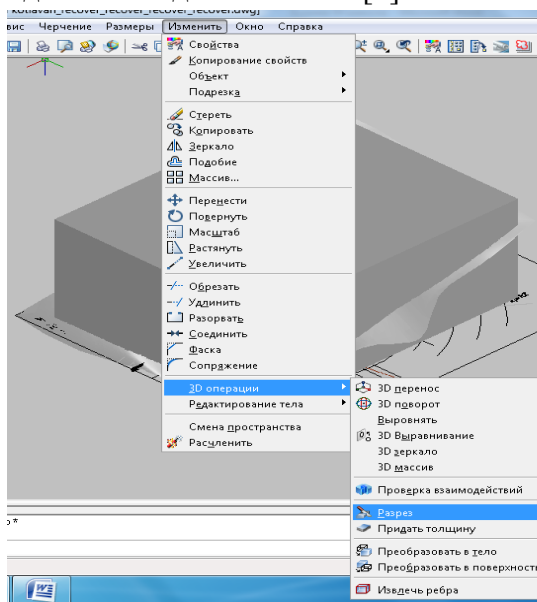 konavan_recover_recover_recover_recover.dwg]
вис Черчение Размеры Изменить Окно Справка
Свойства
Копирование свойств
Объект
Подрезка
Стереть
Копировать
Зеркало
Подобие
Массив...
Перенести
Повернуть
Масштаб
Растянуть
Увеличить
Обрезать
Удлинить
Разорвать
Соединить
Фаска
Сопряжение
3D операции
Редактирование тела
Смена пространства
Расчленить
3D перенос
3D поворот
Выровнять
3D Выравнивание
3D зеркало
3D массив
Проверка взаимодействий
Разрез
Придать толщину
Преобразовать в тело
Преобразовать в поверхность
Извлечь ребра